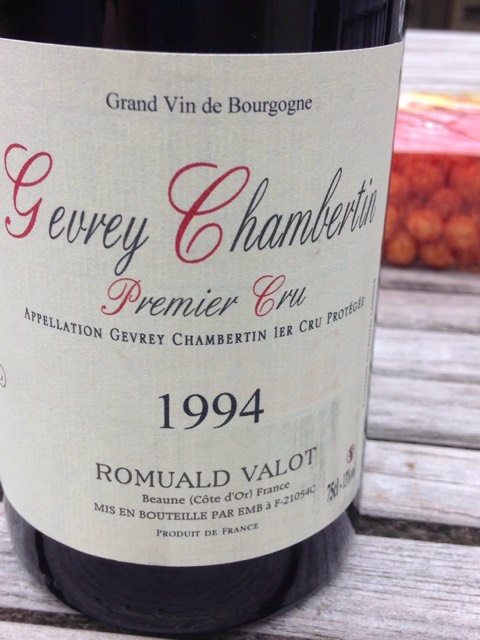 Grand Vin de Bourgogne
Gevrey Chambertin
Premier Cru
APPELLATION GEVREY CHAMBERTIN 1ER CRU PROTÉGÉE
1994
ROMUALD VALOT
Beaune (Côte d'Or) France
MIS EN BOUTEILLE PAR EMB à F-21054C
PRODUIT DE FRANCE
75cl